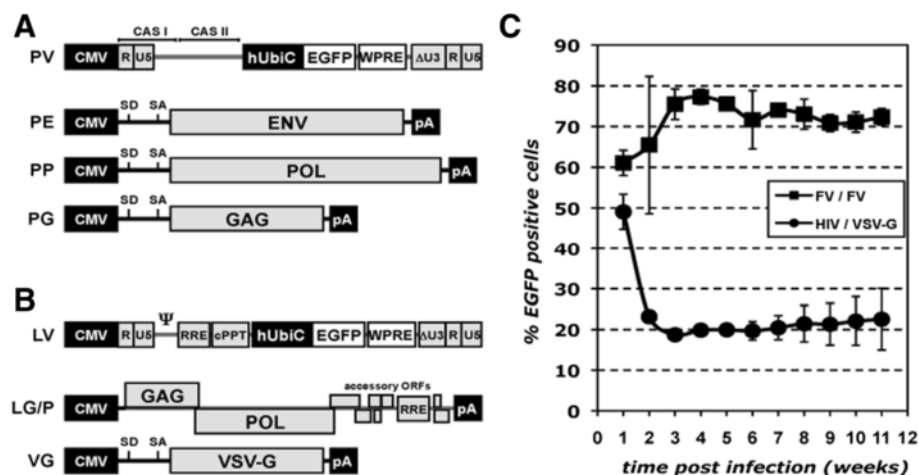 A
CAS I CAS II
PV CMV R U5 hUbiC EGFP WPRE ΔU3 R U5
SD SA
PE CMV ENV pA
PP CMV POL pA
SD SA
PG CMV GAG pA
B
Ψ
LV CMV R U5 RRE cPPT hUbiC EGFP WPRE ΔU3 R U5
accessory ORFs
LG/P CMV GAG POL RRE pA
SD SA
VG CMV VSV-G pA
C
% EGFP positive cells
90
80
70
60
50
40
30
20
10
0
FV / FV
HIV / VSV-G
0 1 2 3 4 5 6 7 8 9 10 11 12
time post infection (weeks)